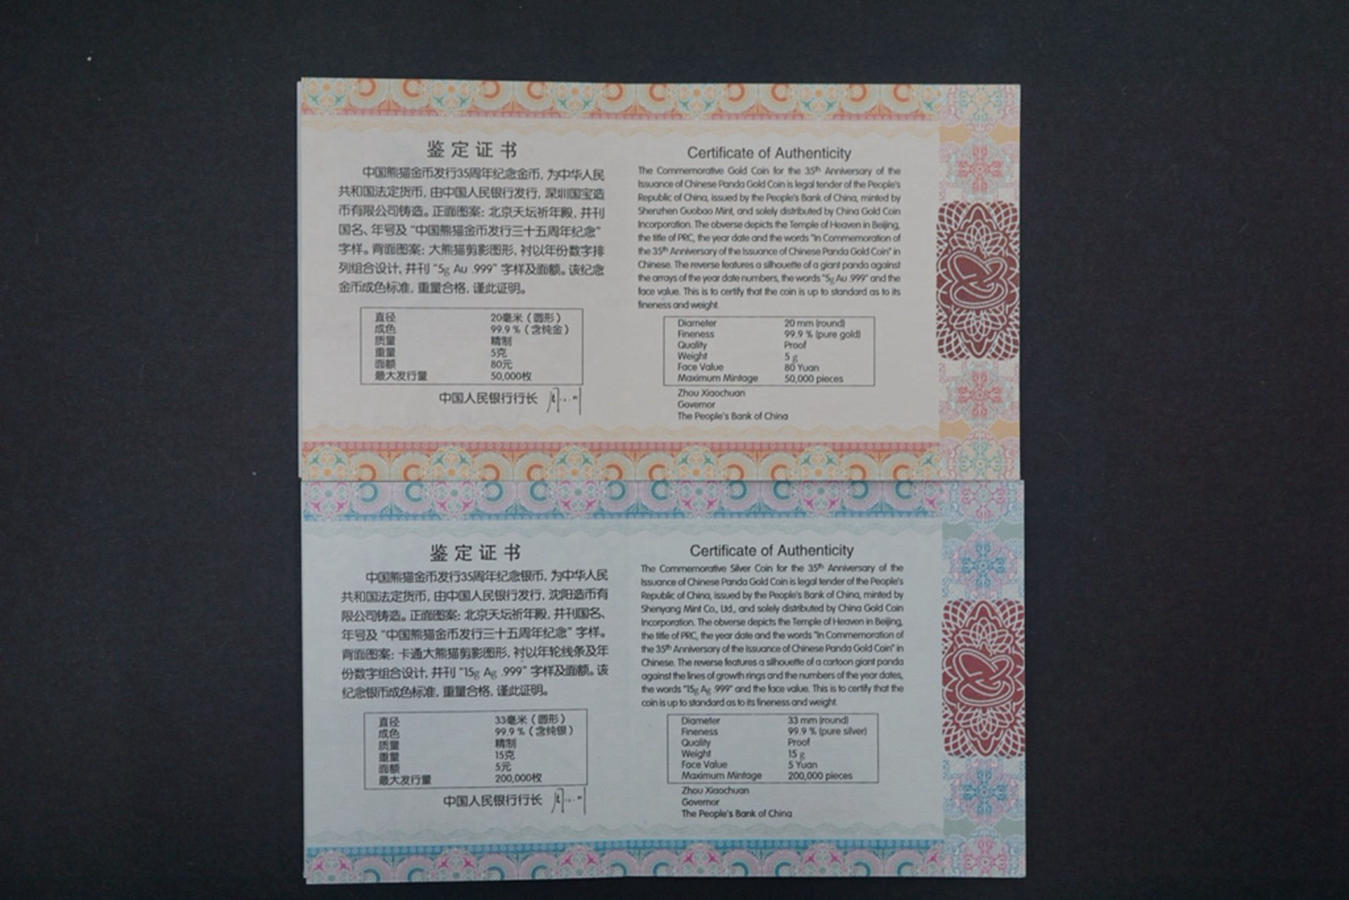 鉴定证书
中国熊猫金币发行35周年纪念金币，为中华人民
共和国法定货币，由中国人民银行发行，深圳国宝造
币有限公司铸造。正面图案：北京天坛祈年殿，并刊
国名、年号及“中国熊猫金币发行三十五周年纪念”
字样。背面图案：大熊猫剪影图形，衬以年份数字排
列组合设计，并刊“5g Au .999”字样及面额。该纪念
金币成色标准，重量合格，谨此证明。
直径 20毫米（圆形）
成色 99.9 %（含纯金）
质量 精制
重量 5克
面额 80元
最大发行量 50,000枚
中国人民银行行长
Certificate of Authenticity
The Commemorative Gold Coin for the 35th Anniversary of the
Issuance of Chinese Panda Gold Coin is legal tender of the People's
Republic of China, issued by the People's Bank of China, minted by
Shenzhen Guobao Mint, and solely distributed by China Gold Coin
Incorporation. The obverse depicts the Temple of Heaven in Beijing,
the title of PRC, the year date and the words "In Commemoration of
the 35th Anniversary of the Issuance of Chinese Panda Gold Coin" in
Chinese. The reverse features a silhouette of a giant panda against
the arrays of the year date numbers, the words "5g Au .999" and the
face value. This is to certify that the coin is up to standard as to its
fineness and weight.
Diameter 20 mm (round)
Fineness 99.9 % (pure gold)
Quality Proof
Weight 5 g
Face Value 80 Yuan
Maximum Mintage 50,000 pieces
Zhou Xiaochuan
Governor
The People's Bank of China
鉴定证书
中国熊猫金币发行35周年纪念银币，为中华人民
共和国法定货币，由中国人民银行发行，沈阳造币有
限公司铸造。正面图案：北京天坛祈年殿，并刊国名、
年号及“中国熊猫金币发行三十五周年纪念”字样。
背面图案：卡通大熊猫剪影图形，衬以年轮线条及年
份数字组合设计，并刊“15g Ag .999”字样及面额。该
纪念银币成色标准，重量合格，谨此证明。
直径 33毫米（圆形）
成色 99.9 %（含纯银）
质量 精制
重量 15克
面额 5元
最大发行量 200,000枚
中国人民银行行长
Certificate of Authenticity
The Commemorative Silver Coin for the 35th Anniversary of the
Issuance of Chinese Panda Gold Coin is legal tender of the People's
Republic of China, issued by the People's Bank of China, minted by
Shenyang Mint Co., Ltd., and solely distributed by China Gold Coin
Incorporation. The obverse depicts the Temple of Heaven in Beijing,
the title of PRC, the year date and the words "In Commemoration of
the 35th Anniversary of the Issuance of Chinese Panda Gold Coin" in
Chinese. The reverse features a silhouette of a cartoon giant panda
against the lines of growth rings and the numbers of the year dates,
the words "15g Ag .999" and the face value. This is to certify that the
coin is up to standard as to its fineness and weight.
Diameter 33 mm (round)
Fineness 99.9 % (pure silver)
Quality Proof
Weight 15 g
Face Value 5 Yuan
Maximum Mintage 200,000 pieces
Zhou Xiaochuan
Governor
The People's Bank of China